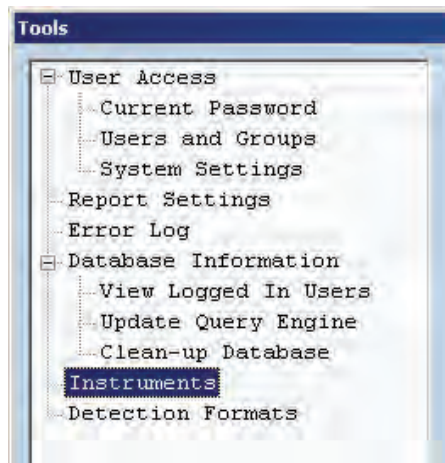 Tools
User Access
Current Password
Users and Groups
System Settings
Report Settings
Error Log
Database Information
View Logged In Users
Update Query Engine
Clean-up Database
Instruments
Detection Formats